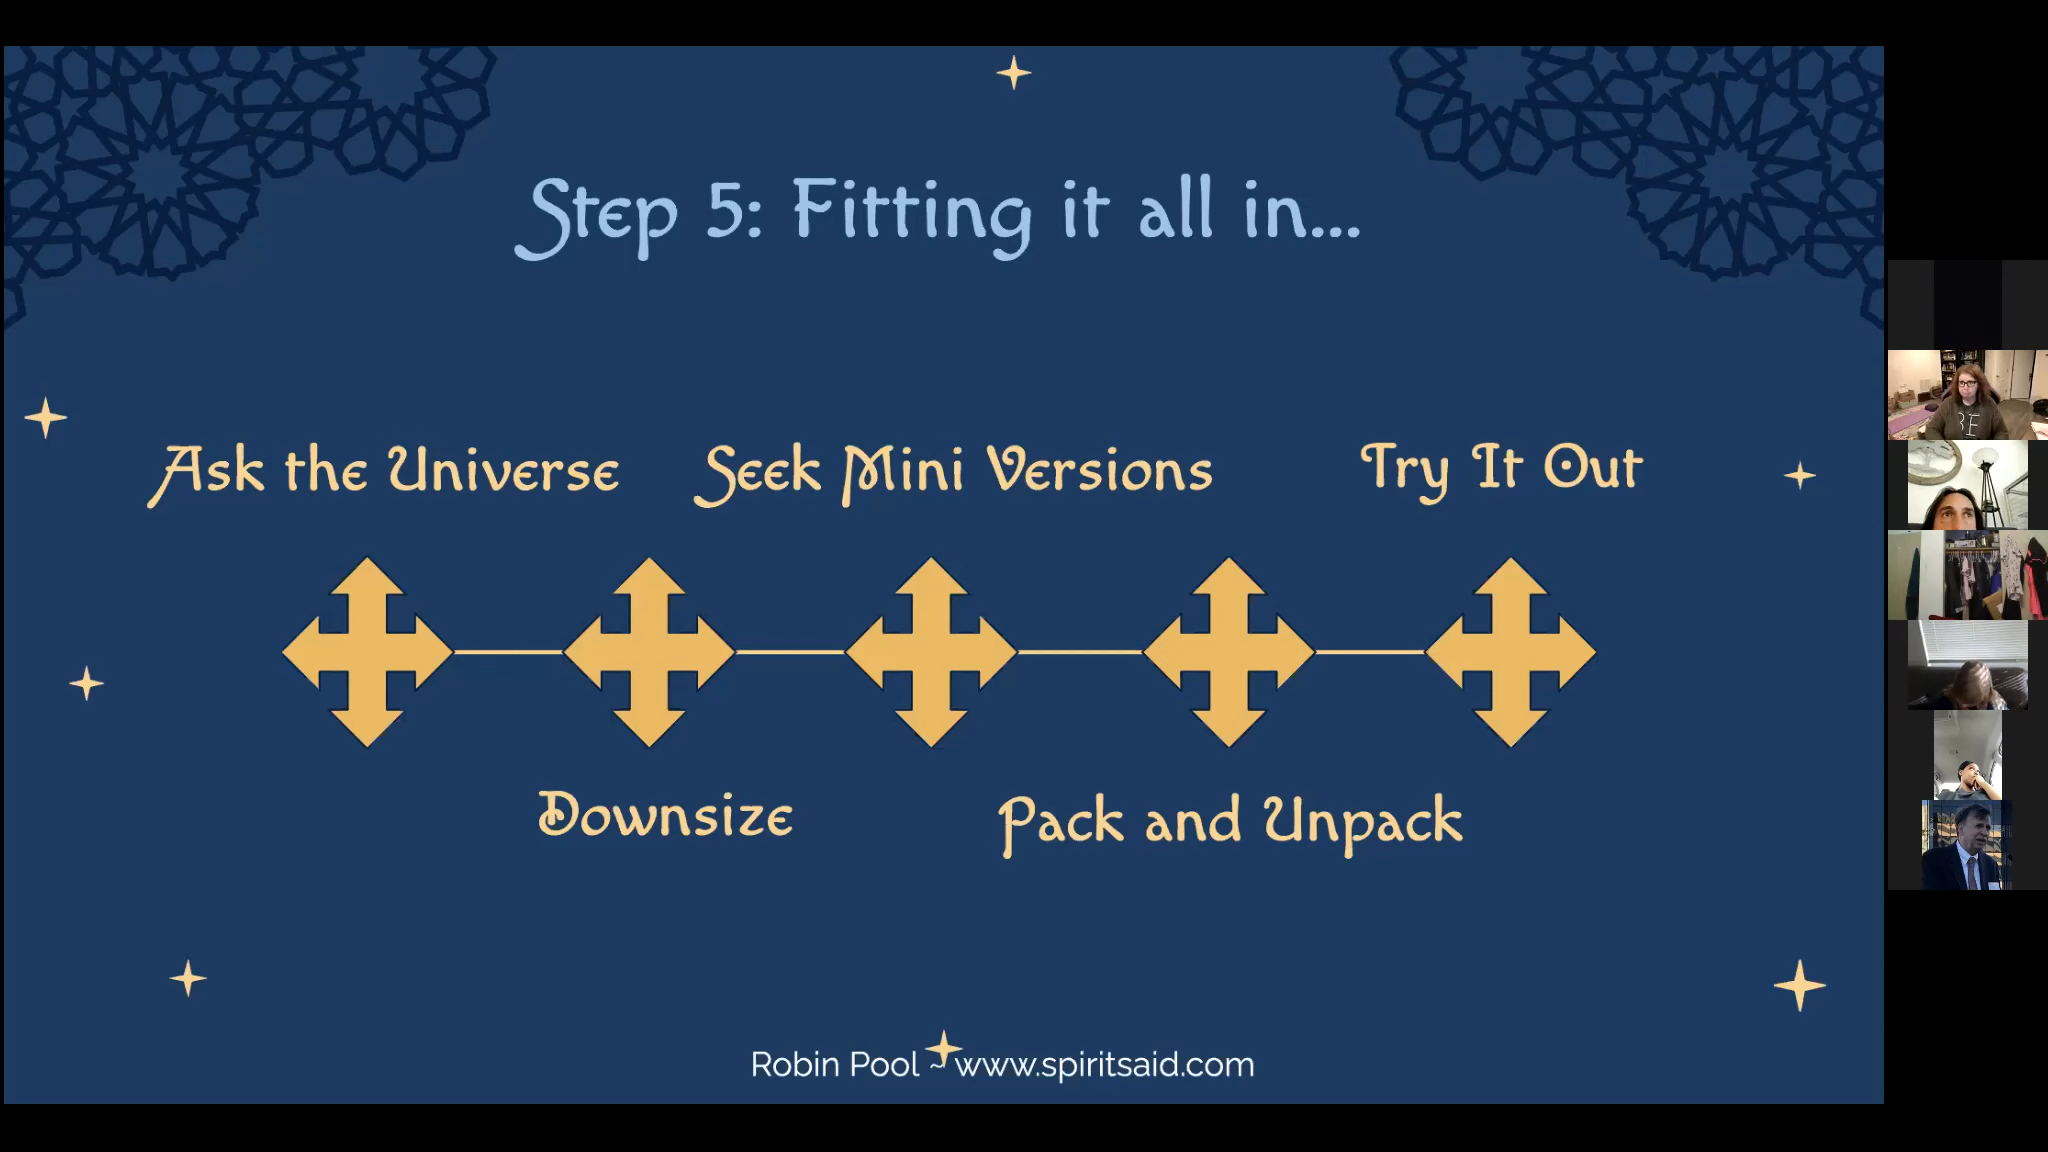 Step 5: Fitting it all in...
Ask the Universe
Seek Mini Versions
Try It Out
Downsize
Pack and Unpack
Robin Pool ~ www.spiritsaid.com